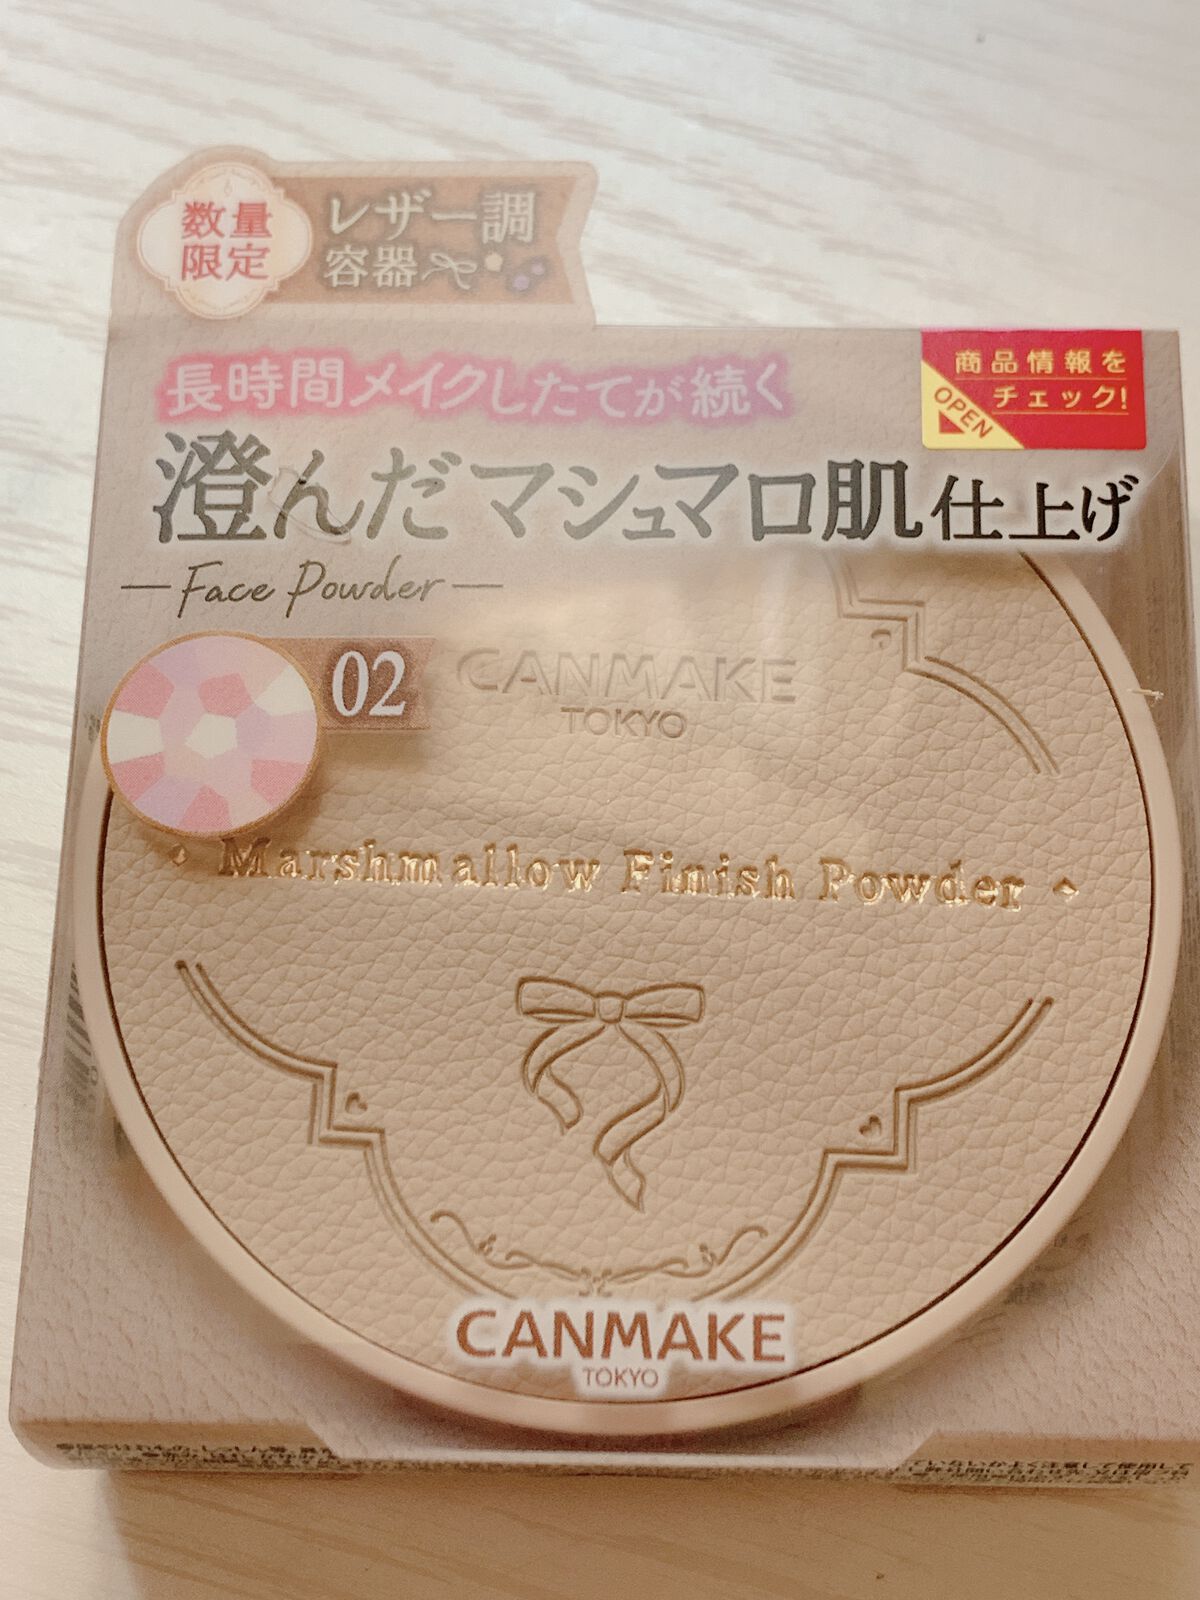 数量
限定
レザー調
容器
長時間メイクしたてが続く
商品情報を
チェック!
OPEN
澄んだマシュマロ肌仕上げ
Face Powder
02
CANMAKE
TOKYO
Marshmallow Finish Powder
CANMAKE
TOKYO